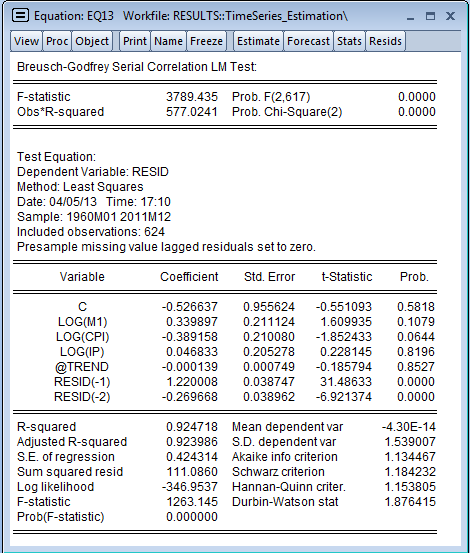 Equation: EQ13 Workfile: RESULTS::TimeSeries_Estimation\
View Proc Object Print Name Freeze Estimate Forecast Stats Resids
Breusch-Godfrey Serial Correlation LM Test:
F-statistic 3789.435 Prob. F(2,617) 0.0000
Obs*R-squared 577.0241 Prob. Chi-Square(2) 0.0000
Test Equation:
Dependent Variable: RESID
Method: Least Squares
Date: 04/05/13 Time: 17:10
Sample: 1960M01 2011M12
Included observations: 624
Presample missing value lagged residuals set to zero.
Variable Coefficient Std. Error t-Statistic Prob.
C -0.526637 0.955624 -0.551093 0.5818
LOG(M1) 0.339897 0.211124 1.609935 0.1079
LOG(CPI) -0.389158 0.210080 -1.852433 0.0644
LOG(IP) 0.046833 0.205278 0.228145 0.8196
@TREND -0.000139 0.000749 -0.185794 0.8527
RESID(-1) 1.220008 0.038747 31.48633 0.0000
RESID(-2) -0.269668 0.038962 -6.921374 0.0000
R-squared 0.924718 Mean dependent var -4.30E-14
Adjusted R-squared 0.923986 S.D. dependent var 1.539007
S.E. of regression 0.424314 Akaike info criterion 1.134467
Sum squared resid 111.0860 Schwarz criterion 1.184232
Log likelihood -346.9537 Hannan-Quinn criter. 1.153805
F-statistic 1263.145 Durbin-Watson stat 1.876415
Prob(F-statistic) 0.000000